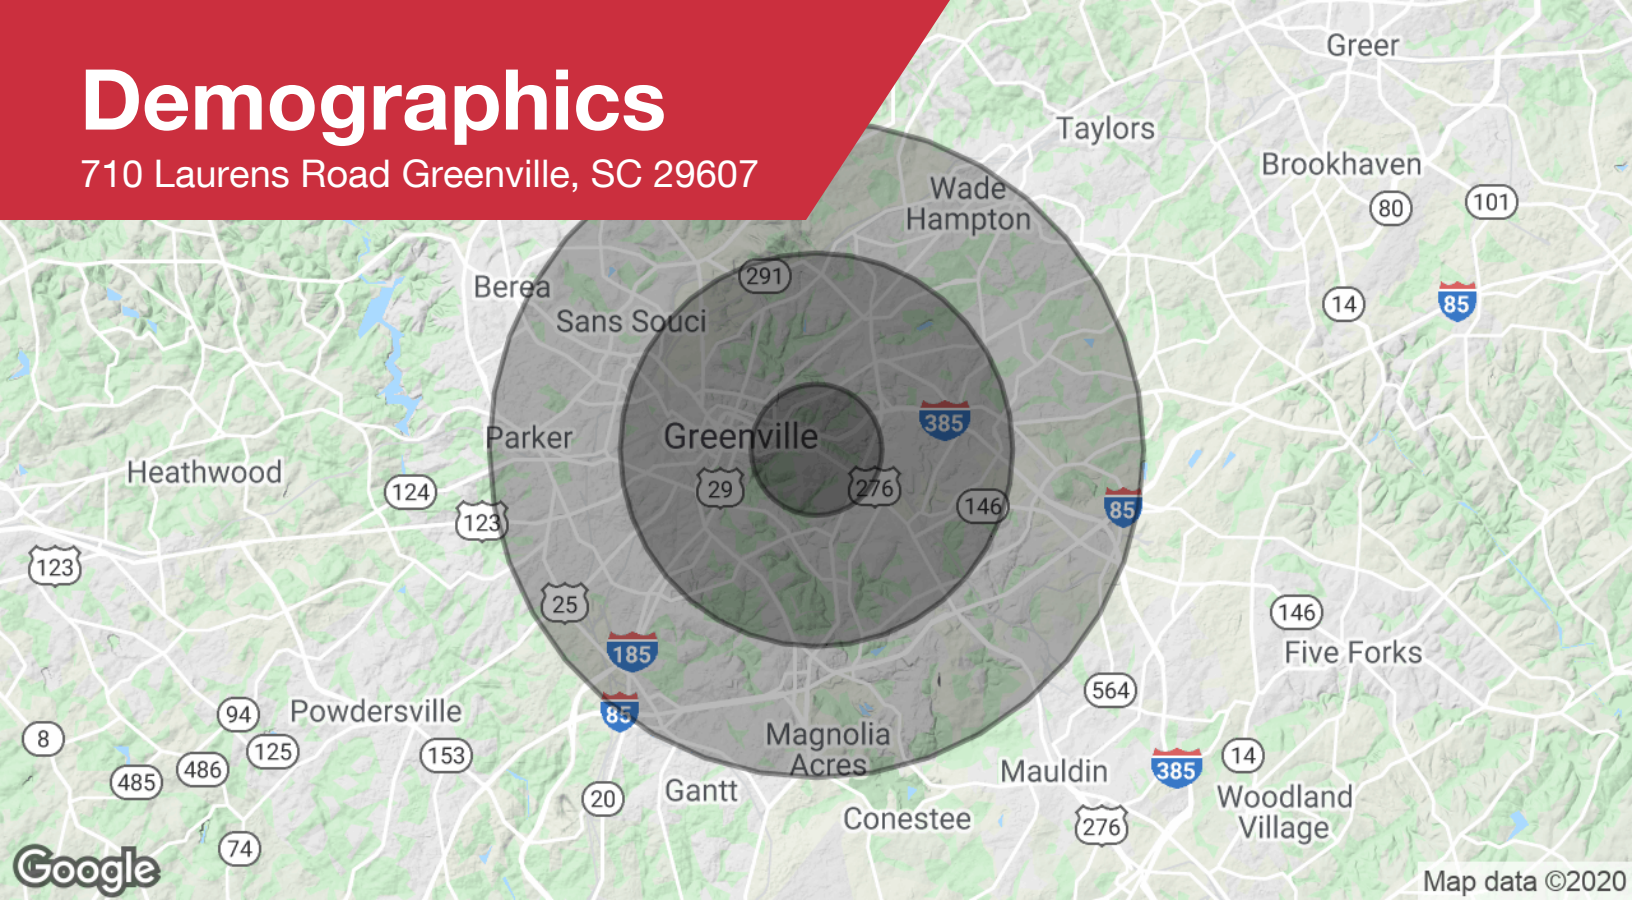 Demographics
710 Laurens Road Greenville, SC 29607
Greer
Taylors
Brookhaven
Wade
Hampton
80
101
291
Berea
14
85
Sans Souci
385
Greenville
Parker
Heathwood
124
29
276
146
85
123
123
25
146
185
Five Forks
564
94
Powdersville
85
8
125
153
Magnolia
Acres
14
486
485
Mauldin
385
Gantt
20
Woodland
Village
Conestee
276
74
Google
Map data ©2020